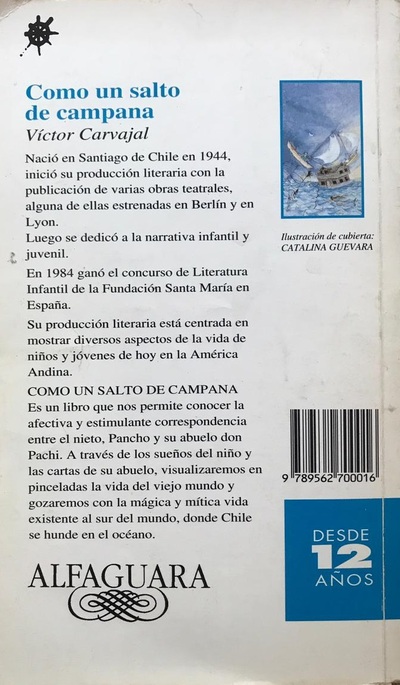 Como un salto
de campana
Víctor Carvajal
Nació en Santiago de Chile en 1944,
inició su producción literaria con la
publicación de varias obras teatrales,
alguna de ellas estrenadas en Berlín y en
Lyon.
Luego se dedicó a la narrativa infantil y
juvenil.
En 1984 ganó el concurso de Literatura
Infantil de la Fundación Santa María en
España.
Su producción literaria está centrada en
mostrar diversos aspectos de la vida de
niños y jóvenes de hoy en la América
Andina.
COMO UN SALTO DE CAMPANA
Es un libro que nos permite conocer la
afectiva y estimulante correspondencia
entre el nieto, Pancho y su abuelo don
Pachi. A través de los sueños del niño y
las cartas de su abuelo, visualizaremos en
pinceladas la vida del viejo mundo y
gozaremos con la mágica y mítica vida
existente al sur del mundo, donde Chile
se hunde en el océano.
ALFAGUARA
Ilustración de cubierta:
CATALINA GUEVARA
9 789562 700016
DESDE
12
AÑOS